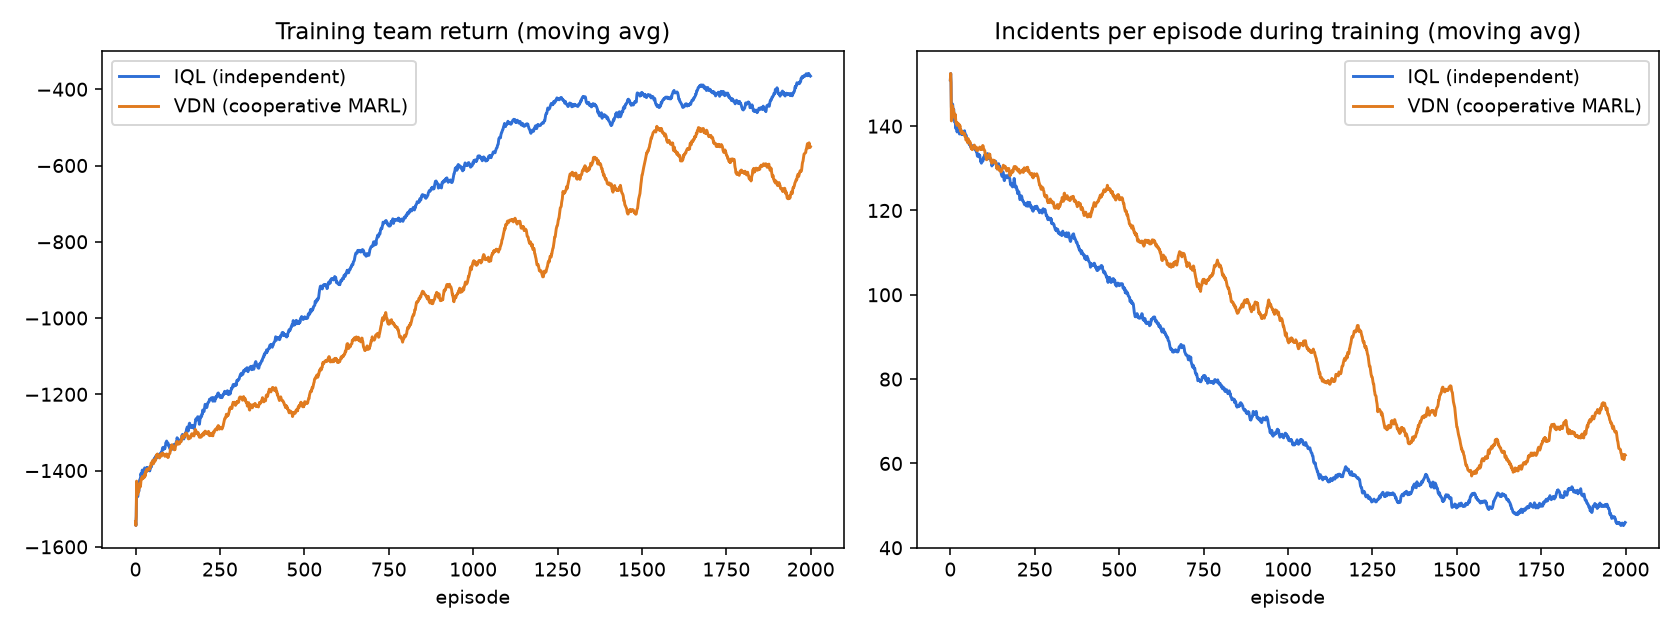 Training team return (moving avg)
IQL (independent)
VDN (cooperative MARL)
−400
−600
−800
−1000
−1200
−1400
−1600
0 250 500 750 1000 1250 1500 1750 2000
episode
Incidents per episode during training (moving avg)
IQL (independent)
VDN (cooperative MARL)
140
120
100
80
60
40
0 250 500 750 1000 1250 1500 1750 2000
episode